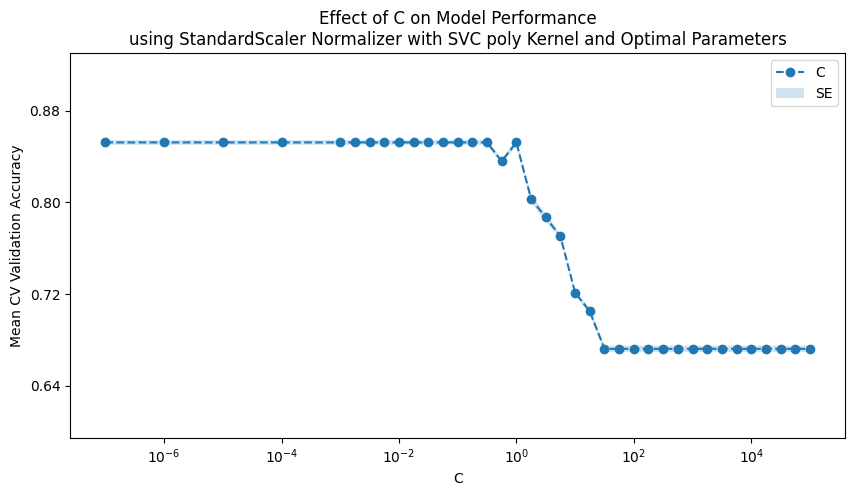 Effect of C on Model Performance
using StandardScaler Normalizer with SVC poly Kernel and Optimal Parameters
C
SE
0.88
0.80
0.72
0.64
Mean CV Validation Accuracy
10^-6
10^-4
10^-2
10^0
10^2
10^4
C